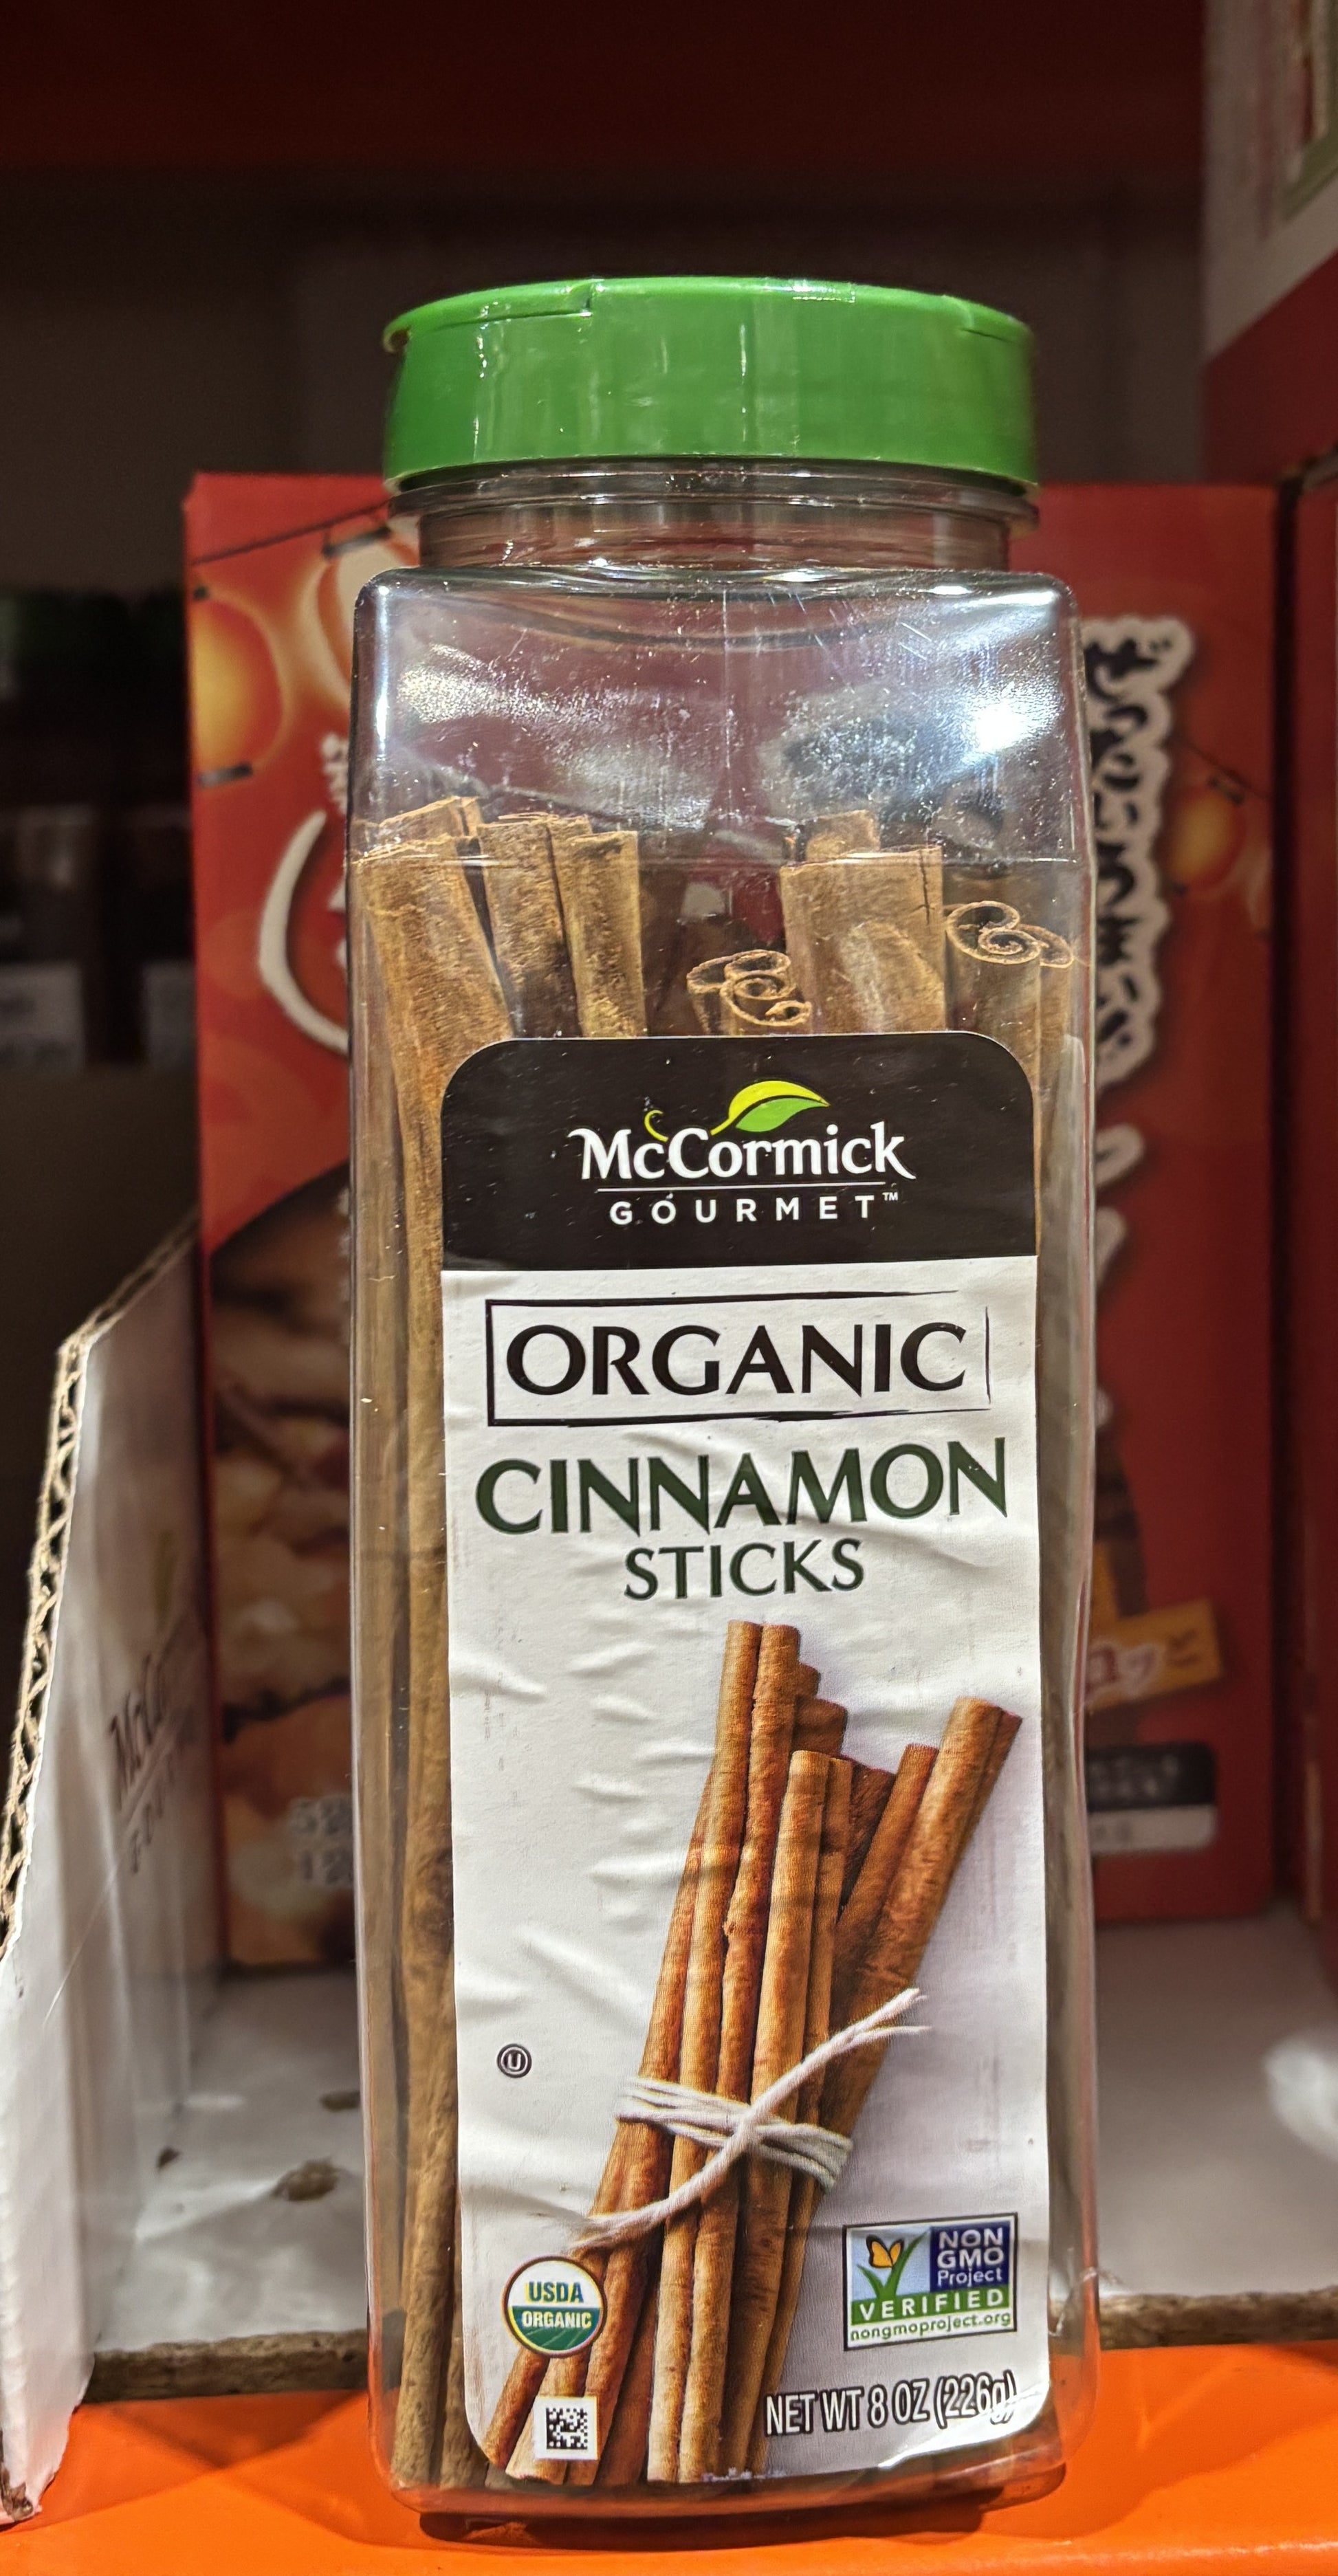 McCormick
GOURMET™
ORGANIC
CINNAMON
STICKS
U
USDA
ORGANIC
NON
GMO
Project
VERIFIED
nongmoproject.org
NET WT 8 OZ (226g)